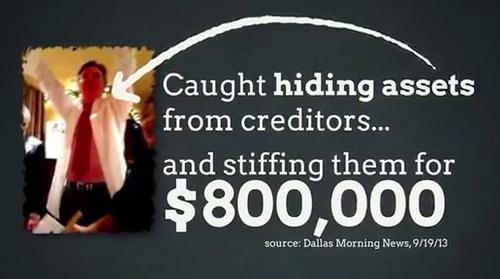 Caught hiding assets
from creditors...
and stiffing them for
$800,000
source: Dallas Morning News, 9/19/13